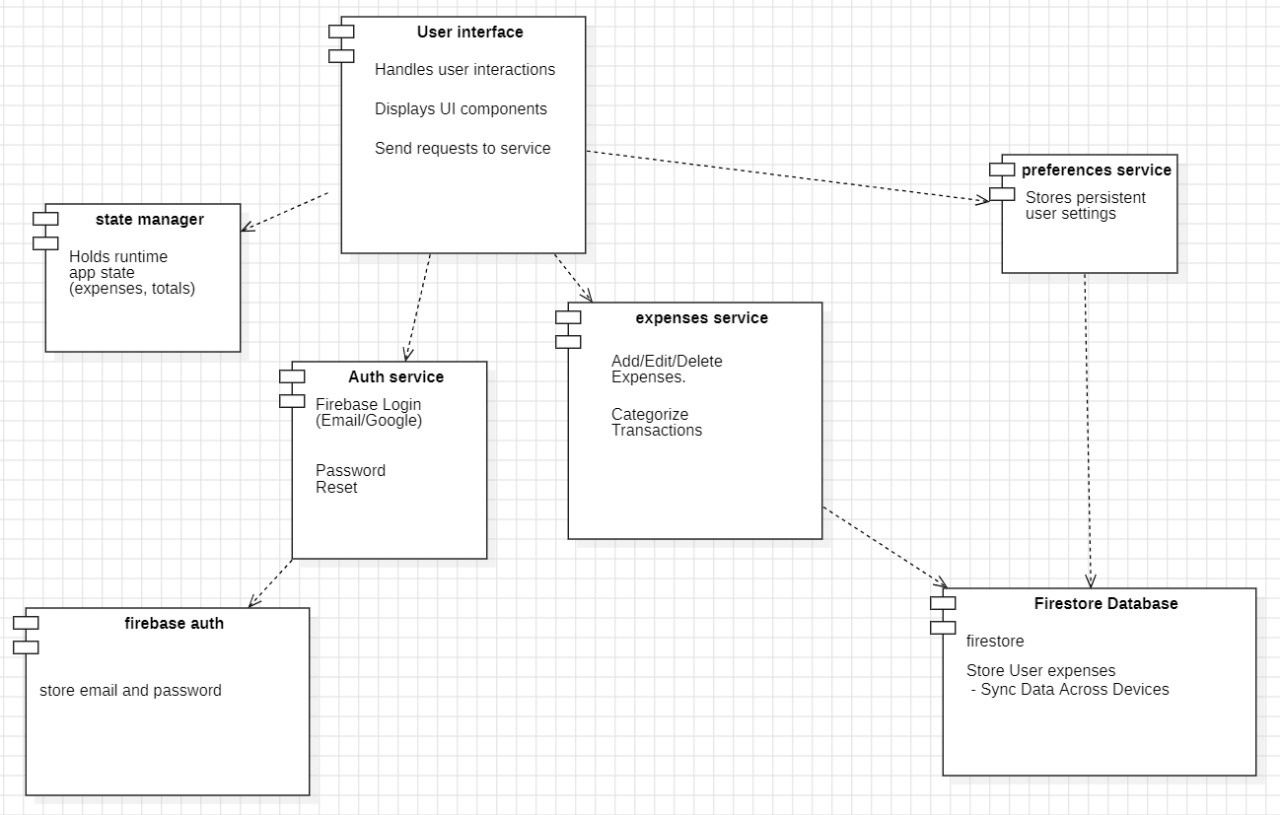 User interface
Handles user interactions
Displays UI components
Send requests to service
preferences service
Stores persistent
user settings
state manager
Holds runtime
app state
(expenses, totals)
expenses service
Add/Edit/Delete
Expenses.
Categorize
Transactions
Auth service
Firebase Login
(Email/Google)
Password
Reset
firebase auth
store email and password
Firestore Database
firestore
Store User expenses
- Sync Data Across Devices